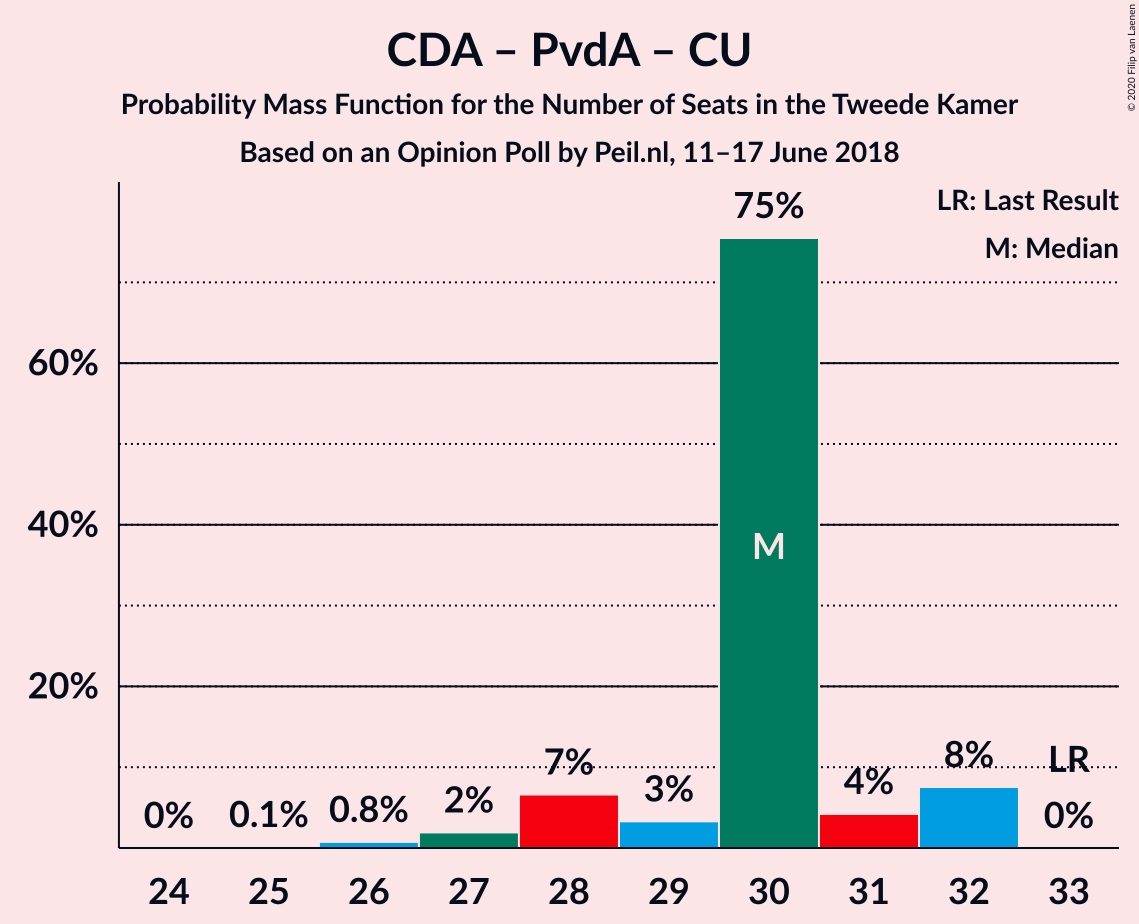 CDA – PvdA – CU
Probability Mass Function for the Number of Seats in the Tweede Kamer
Based on an Opinion Poll by Peil.nl, 11–17 June 2018
© 2020 Filip van Laenen
LR: Last Result
M: Median
75%
60%
40%
20%
M
0%
0.1%
0.8%
2%
7%
3%
4%
8%
LR
0%
24 25 26 27 28 29 30 31 32 33